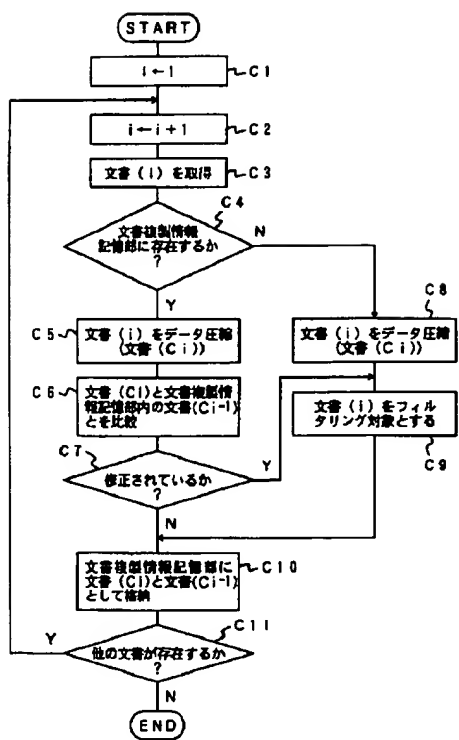 START
i←1
C1
i←i+1
C2
文書(i)を取得
C3
C4
文書複製情報
記憶部に存在するか
?
N
Y
C5
文書(i)をデータ圧縮
(文書(Ci))
C8
文書(i)をデータ圧縮
(文書(Ci))
C6
文書(Ci)と文書複製情
報記憶部内の文書(Ci-1)
とを比較
文書(i)をフィル
タリング対象とする
C9
C7
修正されているか
?
Y
N
文書複製情報記憶部に
文書(Ci)と文書(Ci-1)
として格納
C10
C11
他の文書が存在するか
?
Y
N
END